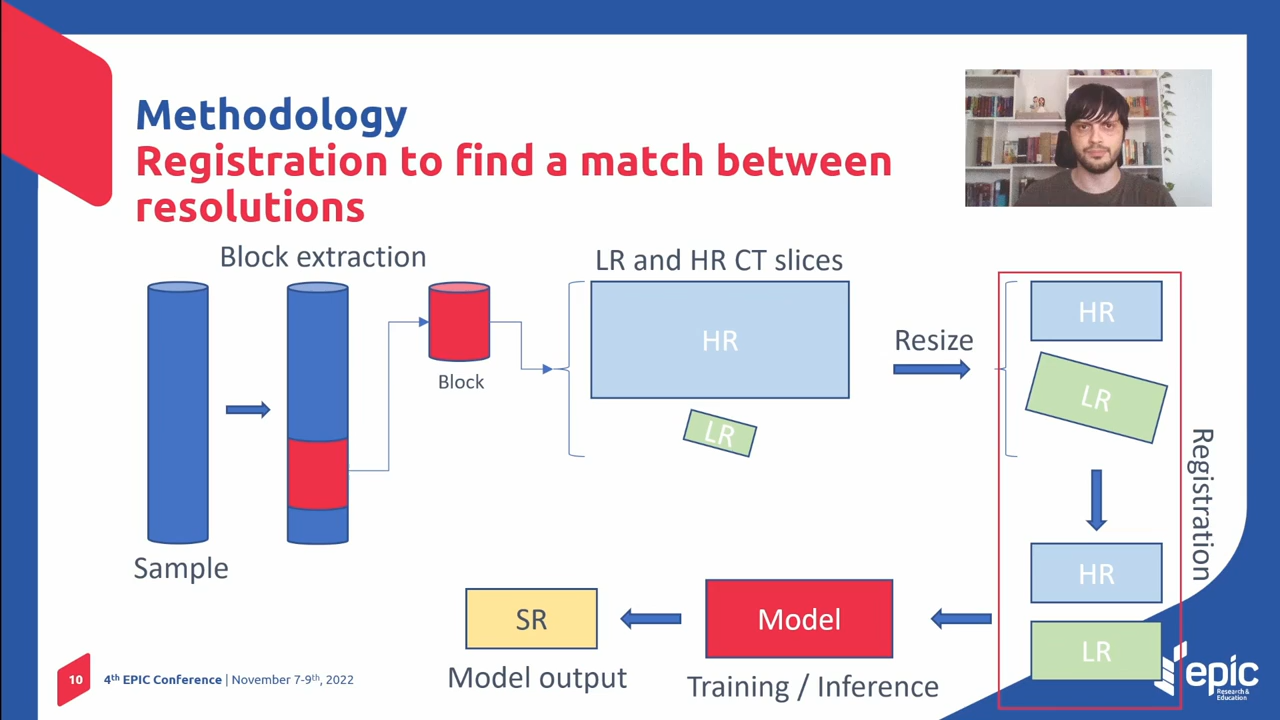 Methodology
Registration to find a match between
resolutions
Block extraction
LR and HR CT slices
HR
HR
Resize
LR
Block
LR
Registration
Sample
HR
SR
Model
LR
Model output
Training / Inference
10
4th EPIC Conference | November 7-9th, 2022
epic
Research &
Education